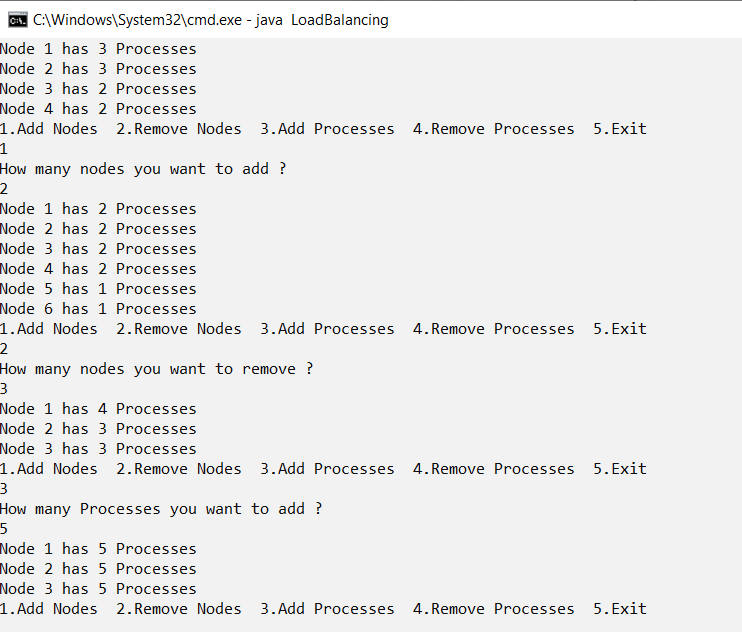 C:\Windows\System32\cmd.exe - java  LoadBalancing
Node 1 has 3 Processes
Node 2 has 3 Processes
Node 3 has 2 Processes
Node 4 has 2 Processes
1.Add Nodes  2.Remove Nodes  3.Add Processes  4.Remove Processes  5.Exit
1
How many nodes you want to add ?
2
Node 1 has 2 Processes
Node 2 has 2 Processes
Node 3 has 2 Processes
Node 4 has 2 Processes
Node 5 has 1 Processes
Node 6 has 1 Processes
1.Add Nodes  2.Remove Nodes  3.Add Processes  4.Remove Processes  5.Exit
2
How many nodes you want to remove ?
3
Node 1 has 4 Processes
Node 2 has 3 Processes
Node 3 has 3 Processes
1.Add Nodes  2.Remove Nodes  3.Add Processes  4.Remove Processes  5.Exit
3
How many Processes you want to add ?
5
Node 1 has 5 Processes
Node 2 has 5 Processes
Node 3 has 5 Processes
1.Add Nodes  2.Remove Nodes  3.Add Processes  4.Remove Processes  5.Exit